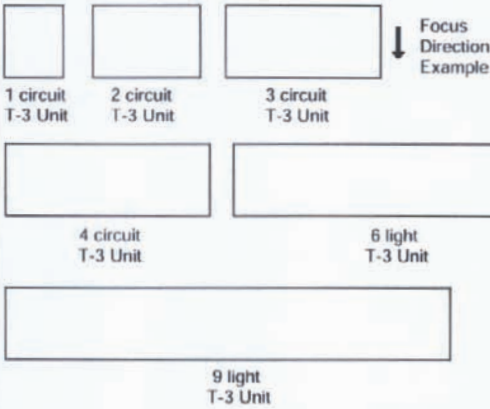 Focus
Direction
Example
1 circuit
T-3 Unit
2 circuit
T-3 Unit
3 circuit
T-3 Unit
4 circuit
T-3 Unit
6 light
T-3 Unit
9 light
T-3 Unit